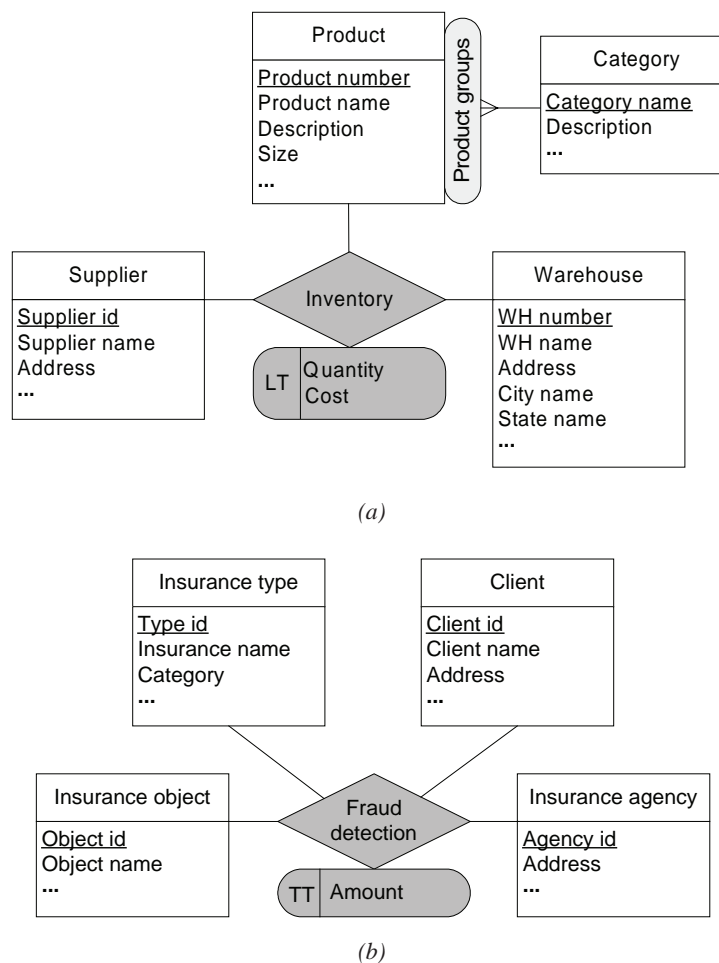 Product
Product number
Product name
Description
Size
...
Product groups
Category
Category name
Description
...
Supplier
Supplier id
Supplier name
Address
...
Inventory
LT
Quantity
Cost
Warehouse
WH number
WH name
Address
City name
State name
...
(a)
Insurance type
Type id
Insurance name
Category
...
Client
Client id
Client name
Address
...
Insurance object
Object id
Object name
...
Fraud
detection
TT
Amount
Insurance agency
Agency id
Address
...
(b)